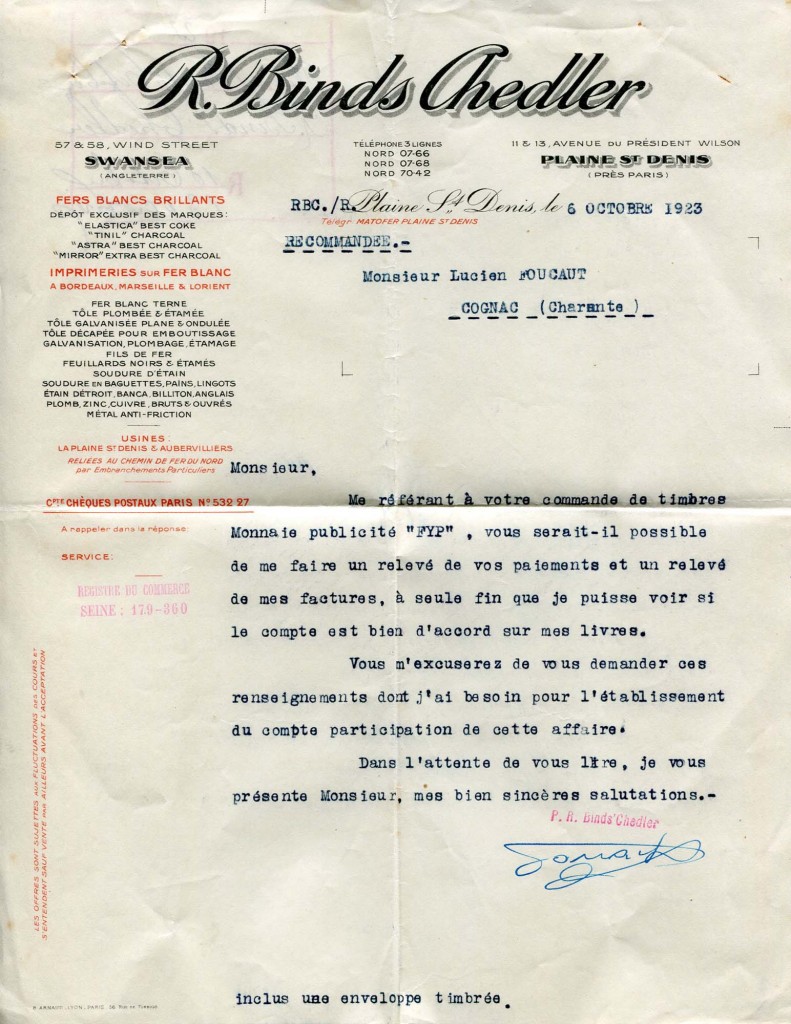 R. Binds Chedler
57 & 58, WIND STREET
SWANSEA
(ANGLETERRE)
TÉLÉPHONE 3 LIGNES
NORD 07-66
NORD 07-68
NORD 70-42
11 & 13, AVENUE DU PRÉSIDENT WILSON
PLAINE ST DENIS
(PRÈS PARIS)
FERS BLANCS BRILLANTS
DÉPÔT EXCLUSIF DES MARQUES:
"ELASTICA" BEST COKE
"TINIL" CHARCOAL
"ASTRA" BEST CHARCOAL
"MIRROR" EXTRA BEST CHARCOAL
IMPRIMERIES SUR FER BLANC
A BORDEAUX, MARSEILLE & LORIENT
FER BLANC TERNE
TÔLE PLOMBÉE & ÉTAMÉE
TÔLE GALVANISÉE PLANE & ONDULÉE
TÔLE DÉCAPÉE POUR EMBOUTISSAGE
GALVANISATION, PLOMBAGE, ÉTAMAGE
FILS DE FER
FEUILLARDS NOIRS & ÉTAMÉS
SOUDURE D'ÉTAIN
SOUDURE EN BAGUETTES, PAINS, LINGOTS
ÉTAIN DÉTROIT, BANCA, BILLITON, ANGLAIS
PLOMB, ZINC, CUIVRE, BRUTS & OUVRÉS
MÉTAL ANTI-FRICTION
USINES:
LA PLAINE ST DENIS & AUBERVILLIERS
RELIÉES AU CHEMIN DE FER DU NORD
par Embranchements Particuliers
CPTE CHÈQUES POSTAUX PARIS N° 532 27
A rappeler dans la réponse:
SERVICE:
REGISTRE DU COMMERCE
SEINE : 179-360
LES OFFRES SONT SUJETTES AUX FLUCTUATIONS DES COURS ET
S'ENTENDENT SAUF VENTE PAR AILLEURS AVANT L'ACCEPTATION
RBC./R. Plaine St Denis, le 6 OCTOBRE 1923
Télégr. MATOFER PLAINE ST DENIS
RECOMMANDEE.-
Monsieur Lucien FOUCAUT
COGNAC (Charente)
Monsieur,
Me référant à votre commande de timbres
Monnaie publicité "FYP" , vous serait-il possible
de me faire un relevé de vos paiements et un relevé
de mes factures, à seule fin que je puisse voir si
le compte est bien d'accord sur mes livres.
Vous m'excuserez de vous demander ces
renseignements dont j'ai besoin pour l'établissement
du compte participation de cette affaire.
Dans l'attente de vous lire, je vous
présente Monsieur, mes bien sincères salutations.-
P. R. Binds'Chedler
inclus une enveloppe timbrée.